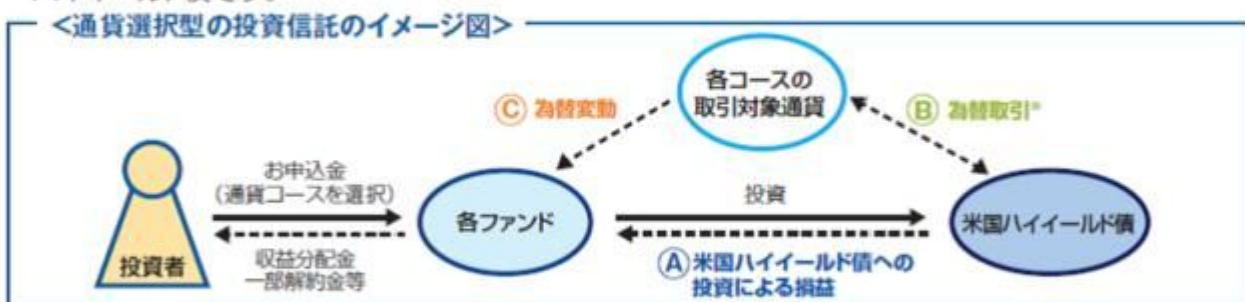 <通貨選択型の投資信託のイメージ図>
各コースの
取引対象通貨
Ⓒ 為替変動
Ⓑ 為替取引*
お申込金
(通貨コースを選択)
投資者
収益分配金
一部解約金等
各ファンド
投資
米国ハイイールド債
Ⓐ 米国ハイイールド債への
投資による損益